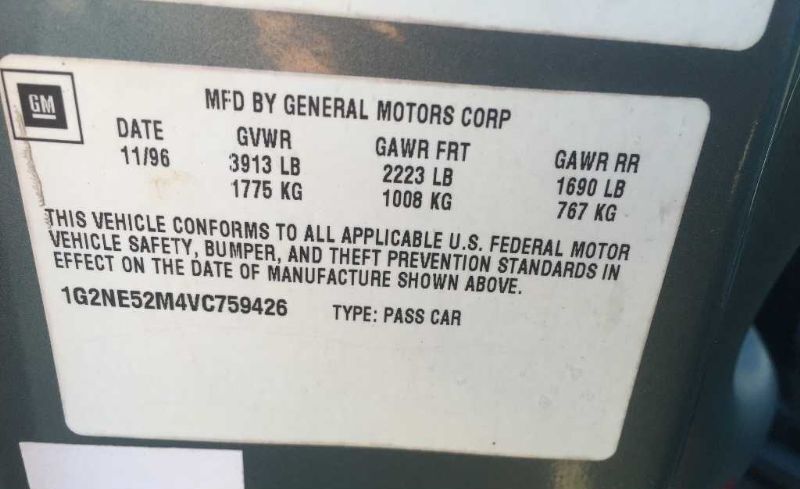 GM
MFD BY GENERAL MOTORS CORP
DATE GVWR GAWR FRT GAWR RR
11/96 3913 LB 2223 LB 1690 LB
1775 KG 1008 KG 767 KG
THIS VEHICLE CONFORMS TO ALL APPLICABLE U.S. FEDERAL MOTOR
VEHICLE SAFETY, BUMPER, AND THEFT PREVENTION STANDARDS IN
EFFECT ON THE DATE OF MANUFACTURE SHOWN ABOVE.
1G2NE52M4VC759426 TYPE: PASS CAR